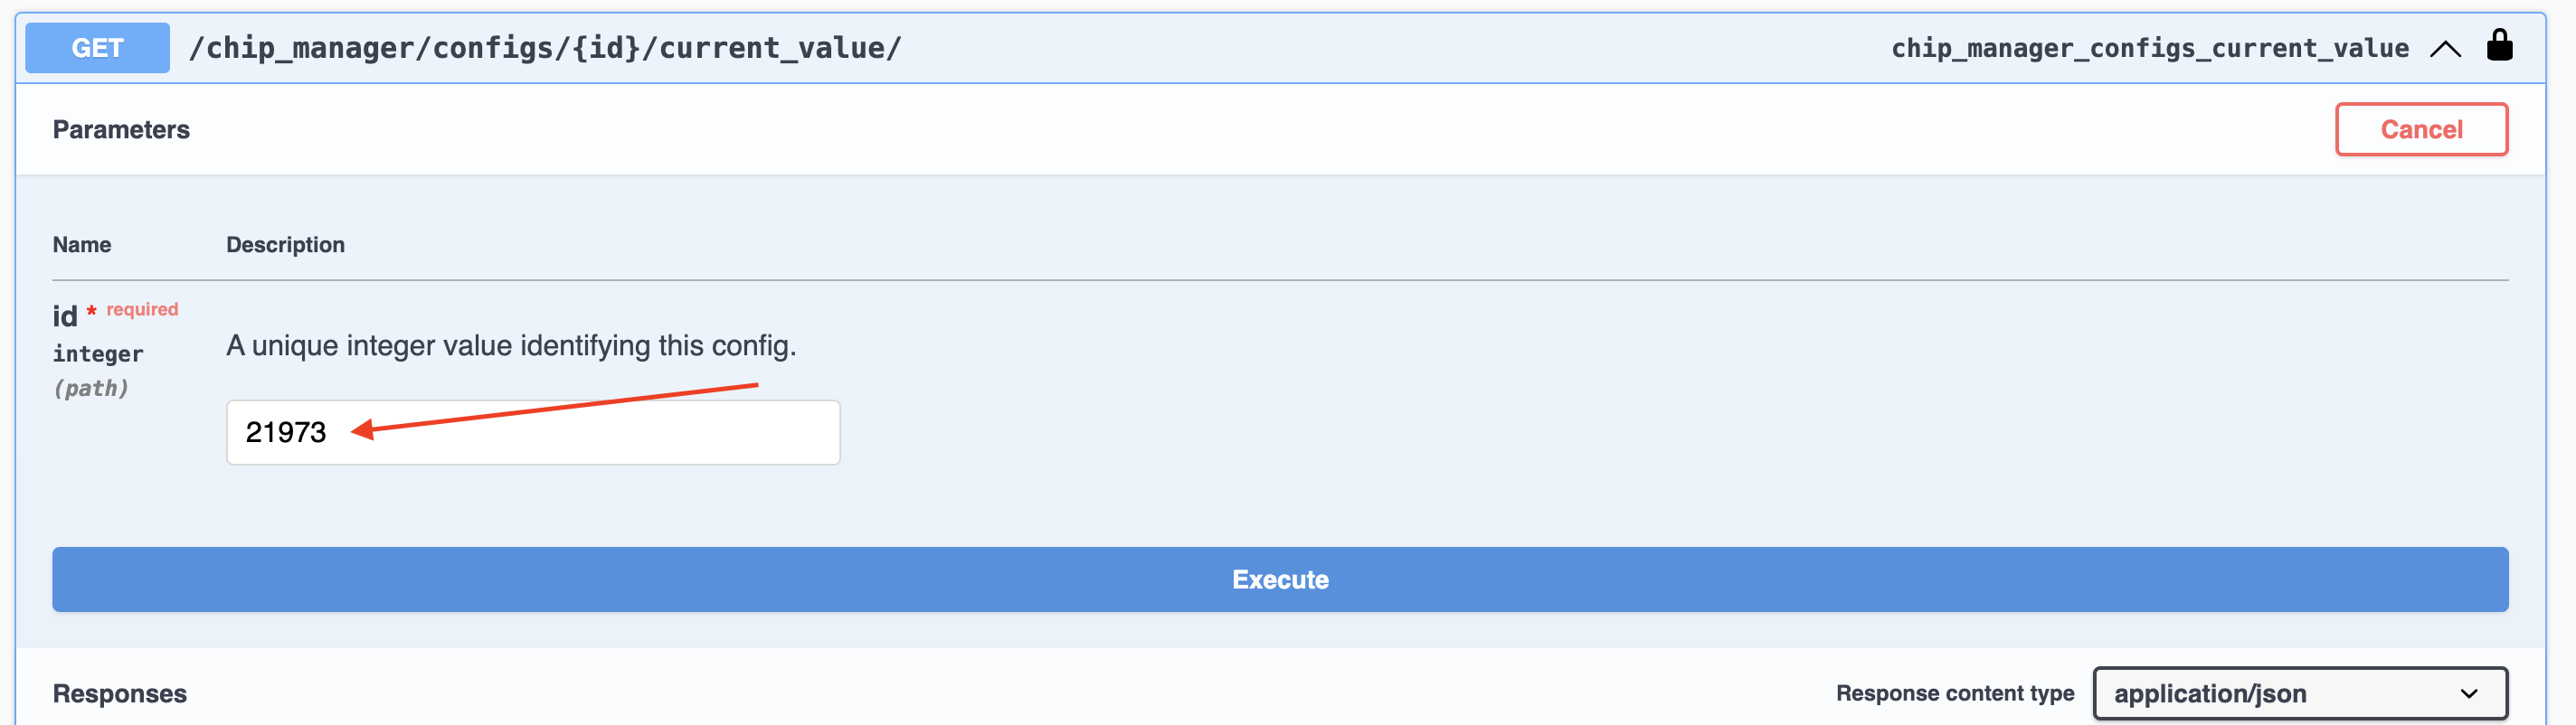 GET /chip_manager/configs/{id}/current_value/ chip_manager_configs_current_value
Parameters Cancel
Name Description
id * required
integer
(path)
A unique integer value identifying this config.
21973
Execute
Responses Response content type application/json